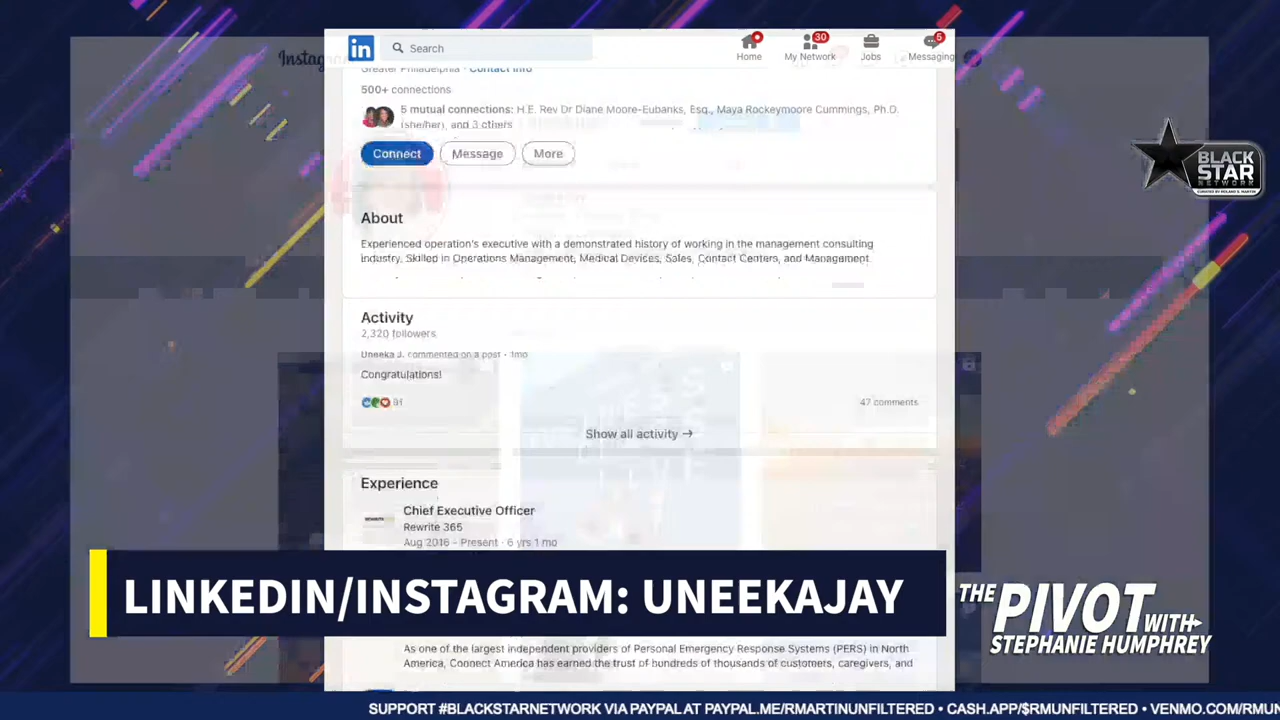 in
Search
Home
30
My Network
Jobs
5
Messaging
Greater Philadelphia · Contact info
500+ connections
5 mutual connections: H.E. Rev Dr Diane Moore-Eubanks, Esq., Maya Rockeymoore Cummings, Ph.D.
(she/her), and 3 others
Connect
Message
More
BLACK
STAR
NETWORK
About
Experienced operation's executive with a demonstrated history of working in the management consulting
industry. Skilled in Operations Management, Medical Devices, Sales, Contact Centers, and Management.
Activity
2,320 followers
Uneeka J. commented on a post · 1mo
Congratulations!
91
47 comments
Show all activity →
Experience
Chief Executive Officer
Rewrite 365
Aug 2016 - Present · 6 yrs 1 mo
LINKEDIN/INSTAGRAM: UNEEKAJAY
THE PIVOT WITH
STEPHANIE HUMPHREY
As one of the largest independent providers of Personal Emergency Response Systems (PERS) in North
America, Connect America has earned the trust of hundreds of thousands of customers, caregivers, and
SUPPORT #BLACKSTARNETWORK VIA PAYPAL AT PAYPAL.ME/RMARTINUNFILTERED • CASH.APP/$RMUNFILTERED • VENMO.COM/RMUN